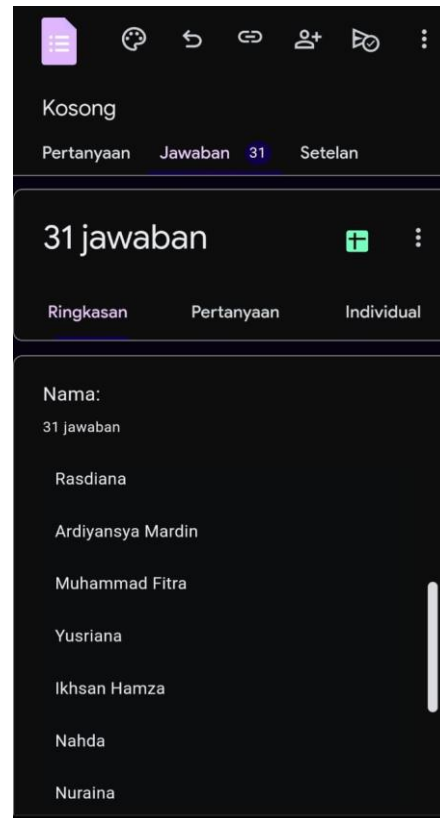 Kosong
Pertanyaan Jawaban 31 Setelan
31 jawaban
Ringkasan Pertanyaan Individual
Nama:
31 jawaban
Rasdiana
Ardiyansya Mardin
Muhammad Fitra
Yusriana
Ikhsan Hamza
Nahda
Nuraina